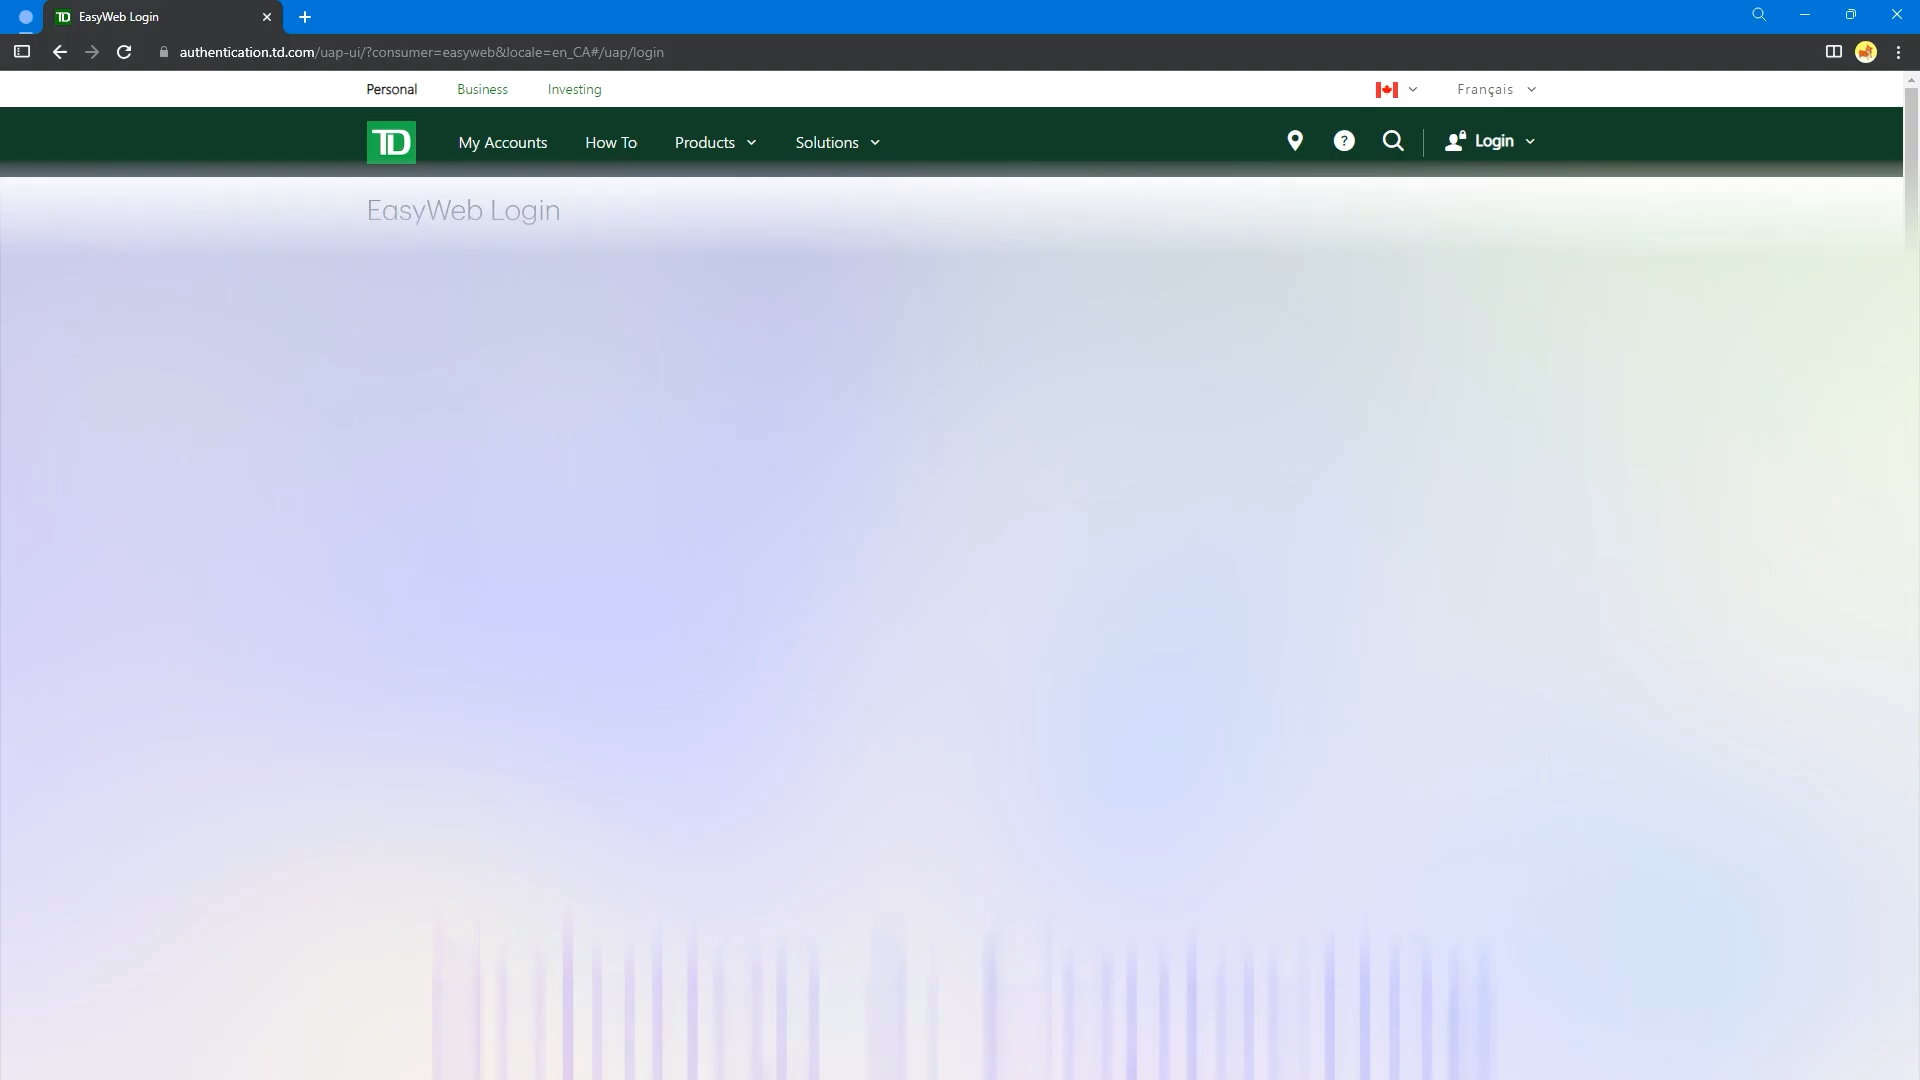 EasyWeb Login
authentication.td.com/uap-ui/?consumer=easyweb&locale=en_CA#/uap/login
Personal Business Investing Français
TD My Accounts How To Products Solutions ? Login
EasyWeb Login